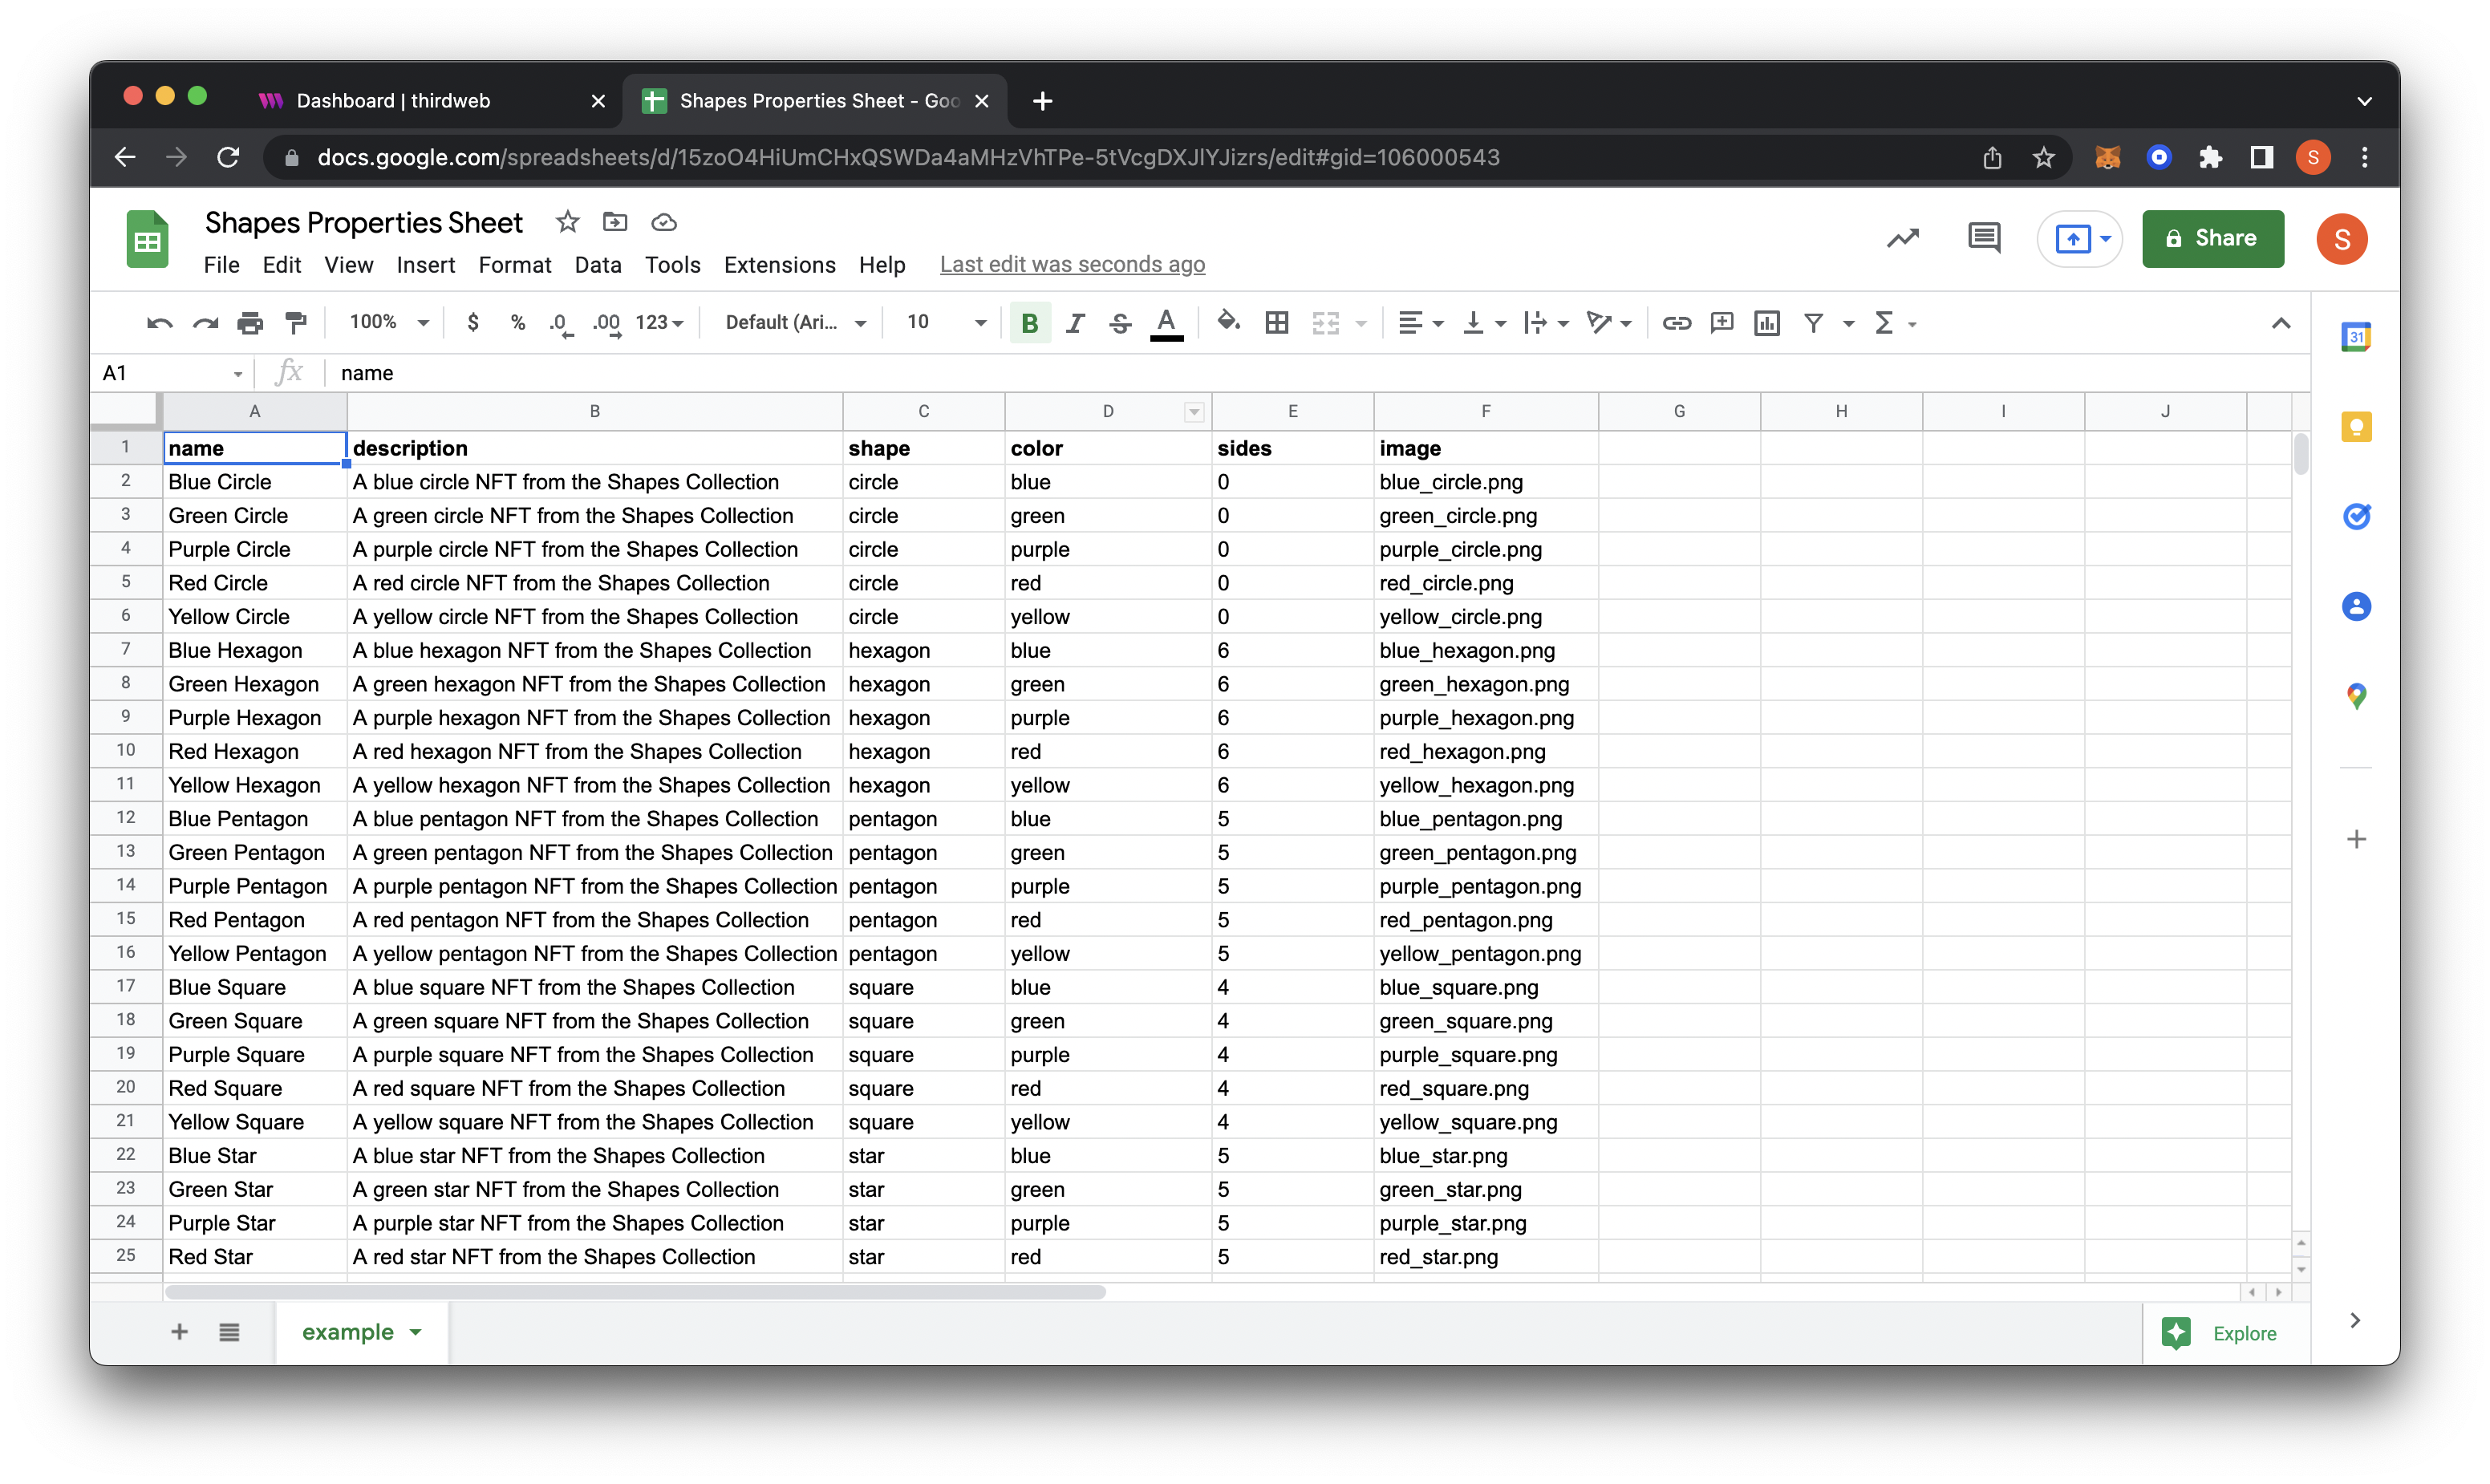 Dashboard | thirdweb
Shapes Properties Sheet - Goo
docs.google.com/spreadsheets/d/15zoO4HiUmCHxQSWDa4aMHzVhTPe-5tVcgDXJlYJizrs/edit#gid=106000543
S
Shapes Properties Sheet
Share
S
File Edit View Insert Format Data Tools Extensions Help Last edit was seconds ago
100% $ % .0 .00 123 Default (Ari... 10 B I S A Σ
31
A1 fx name
A B C D E F G H I J
1 name description shape color sides image
2 Blue Circle A blue circle NFT from the Shapes Collection circle blue 0 blue_circle.png
3 Green Circle A green circle NFT from the Shapes Collection circle green 0 green_circle.png
4 Purple Circle A purple circle NFT from the Shapes Collection circle purple 0 purple_circle.png
5 Red Circle A red circle NFT from the Shapes Collection circle red 0 red_circle.png
6 Yellow Circle A yellow circle NFT from the Shapes Collection circle yellow 0 yellow_circle.png
7 Blue Hexagon A blue hexagon NFT from the Shapes Collection hexagon blue 6 blue_hexagon.png
8 Green Hexagon A green hexagon NFT from the Shapes Collection hexagon green 6 green_hexagon.png
9 Purple Hexagon A purple hexagon NFT from the Shapes Collection hexagon purple 6 purple_hexagon.png
10 Red Hexagon A red hexagon NFT from the Shapes Collection hexagon red 6 red_hexagon.png
11 Yellow Hexagon A yellow hexagon NFT from the Shapes Collection hexagon yellow 6 yellow_hexagon.png
12 Blue Pentagon A blue pentagon NFT from the Shapes Collection pentagon blue 5 blue_pentagon.png
13 Green Pentagon A green pentagon NFT from the Shapes Collection pentagon green 5 green_pentagon.png
14 Purple Pentagon A purple pentagon NFT from the Shapes Collection pentagon purple 5 purple_pentagon.png
15 Red Pentagon A red pentagon NFT from the Shapes Collection pentagon red 5 red_pentagon.png
16 Yellow Pentagon A yellow pentagon NFT from the Shapes Collection pentagon yellow 5 yellow_pentagon.png
17 Blue Square A blue square NFT from the Shapes Collection square blue 4 blue_square.png
18 Green Square A green square NFT from the Shapes Collection square green 4 green_square.png
19 Purple Square A purple square NFT from the Shapes Collection square purple 4 purple_square.png
20 Red Square A red square NFT from the Shapes Collection square red 4 red_square.png
21 Yellow Square A yellow square NFT from the Shapes Collection square yellow 4 yellow_square.png
22 Blue Star A blue star NFT from the Shapes Collection star blue 5 blue_star.png
23 Green Star A green star NFT from the Shapes Collection star green 5 green_star.png
24 Purple Star A purple star NFT from the Shapes Collection star purple 5 purple_star.png
25 Red Star A red star NFT from the Shapes Collection star red 5 red_star.png
example
Explore